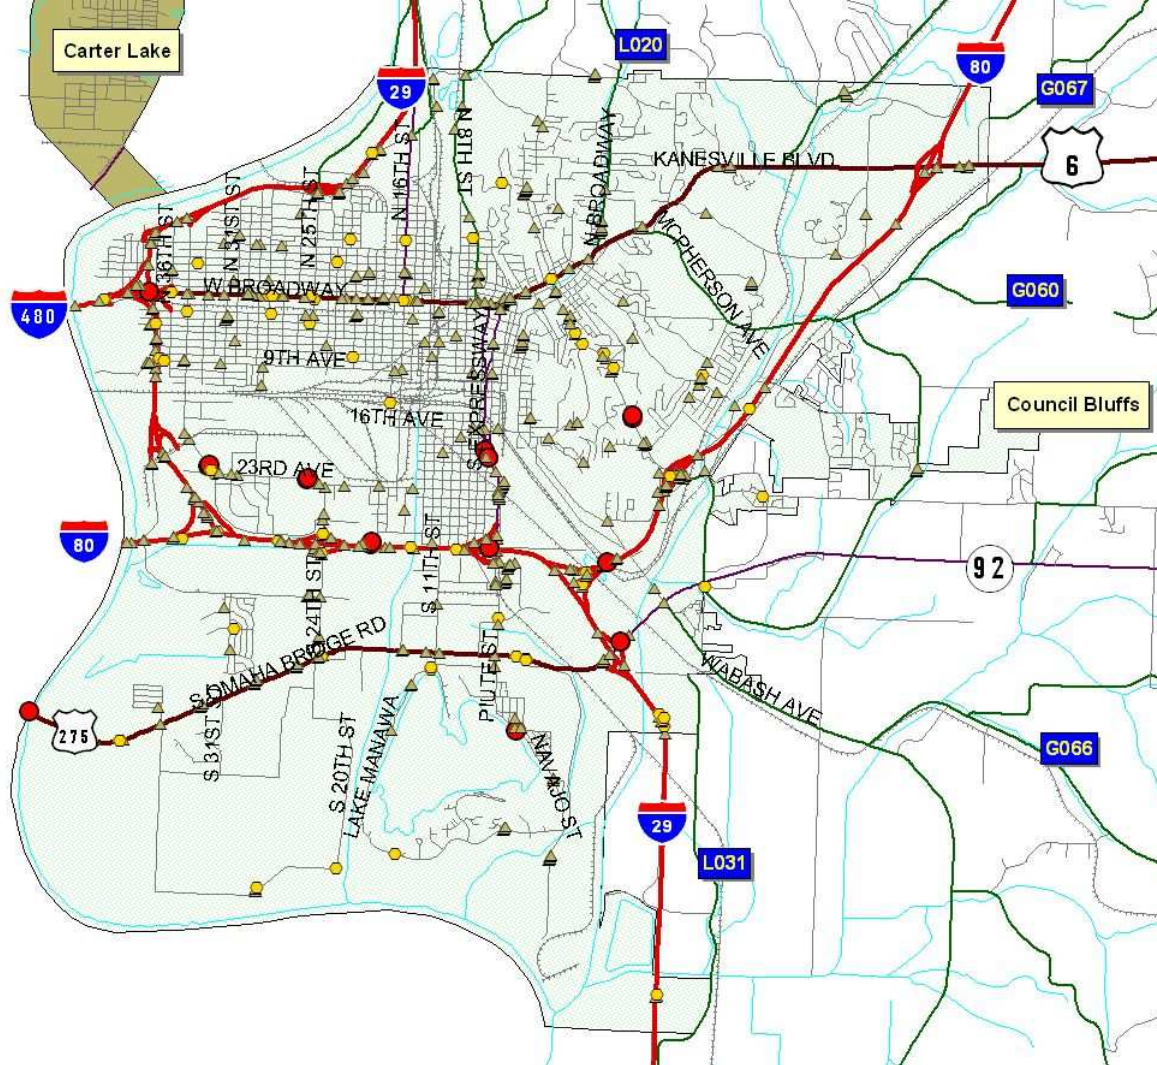 Carter Lake
29
L020
80
G067
6
KANESVILLE BLVD
N 8TH ST
N 16TH ST
N BROADWAY
N 25TH ST
N 31ST ST
36TH ST
MCPHERSON AVE
W BROADWAY
480
G060
9TH AVE
S EXPRESSWAY
16TH AVE
Council Bluffs
23RD AVE
80
S 11TH ST
92
S 24TH ST
S OMAHA BRIDGE RD
PIUTE ST
WABASH AVE
275
S 31ST
S 20TH ST
LAKE MANAWA
NAVAJO ST
G066
29
L031